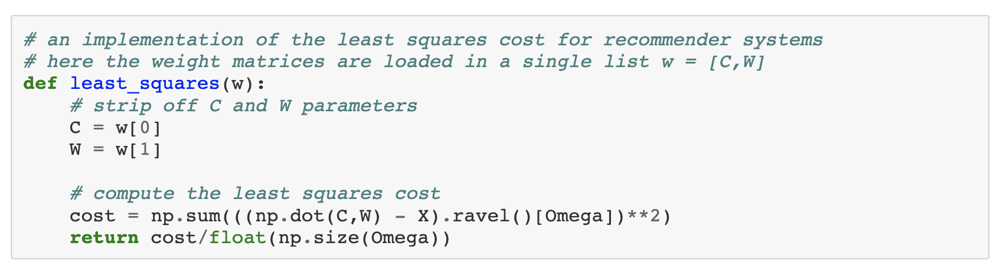 # an implementation of the least squares cost for recommender systems
# here the weight matrices are loaded in a single list w = [C,W]
def least_squares(w):
    # strip off C and W parameters
    C = w[0]
    W = w[1]

    # compute the least squares cost
    cost = np.sum(((np.dot(C,W) - X).ravel()[Omega])**2)
    return cost/float(np.size(Omega))